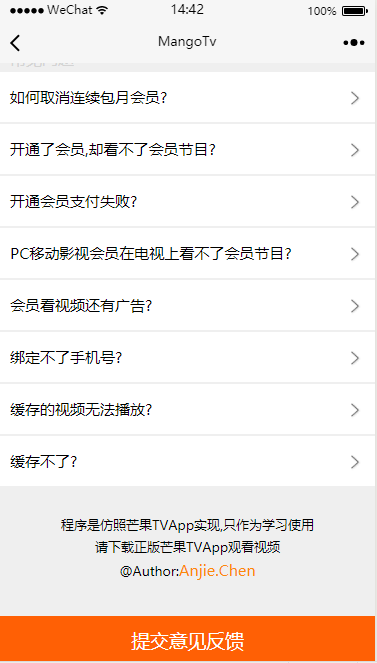 WeChat 14:42 100%
MangoTv
如何取消连续包月会员?
开通了会员,却看不了会员节目?
开通会员支付失败?
PC移动影视会员在电视上看不了会员节目?
会员看视频还有广告?
绑定不了手机号?
缓存的视频无法播放?
缓存不了?
程序是仿照芒果TVApp实现,只作为学习使用
请下载正版芒果TVApp观看视频
@Author:Anjie.Chen
提交意见反馈